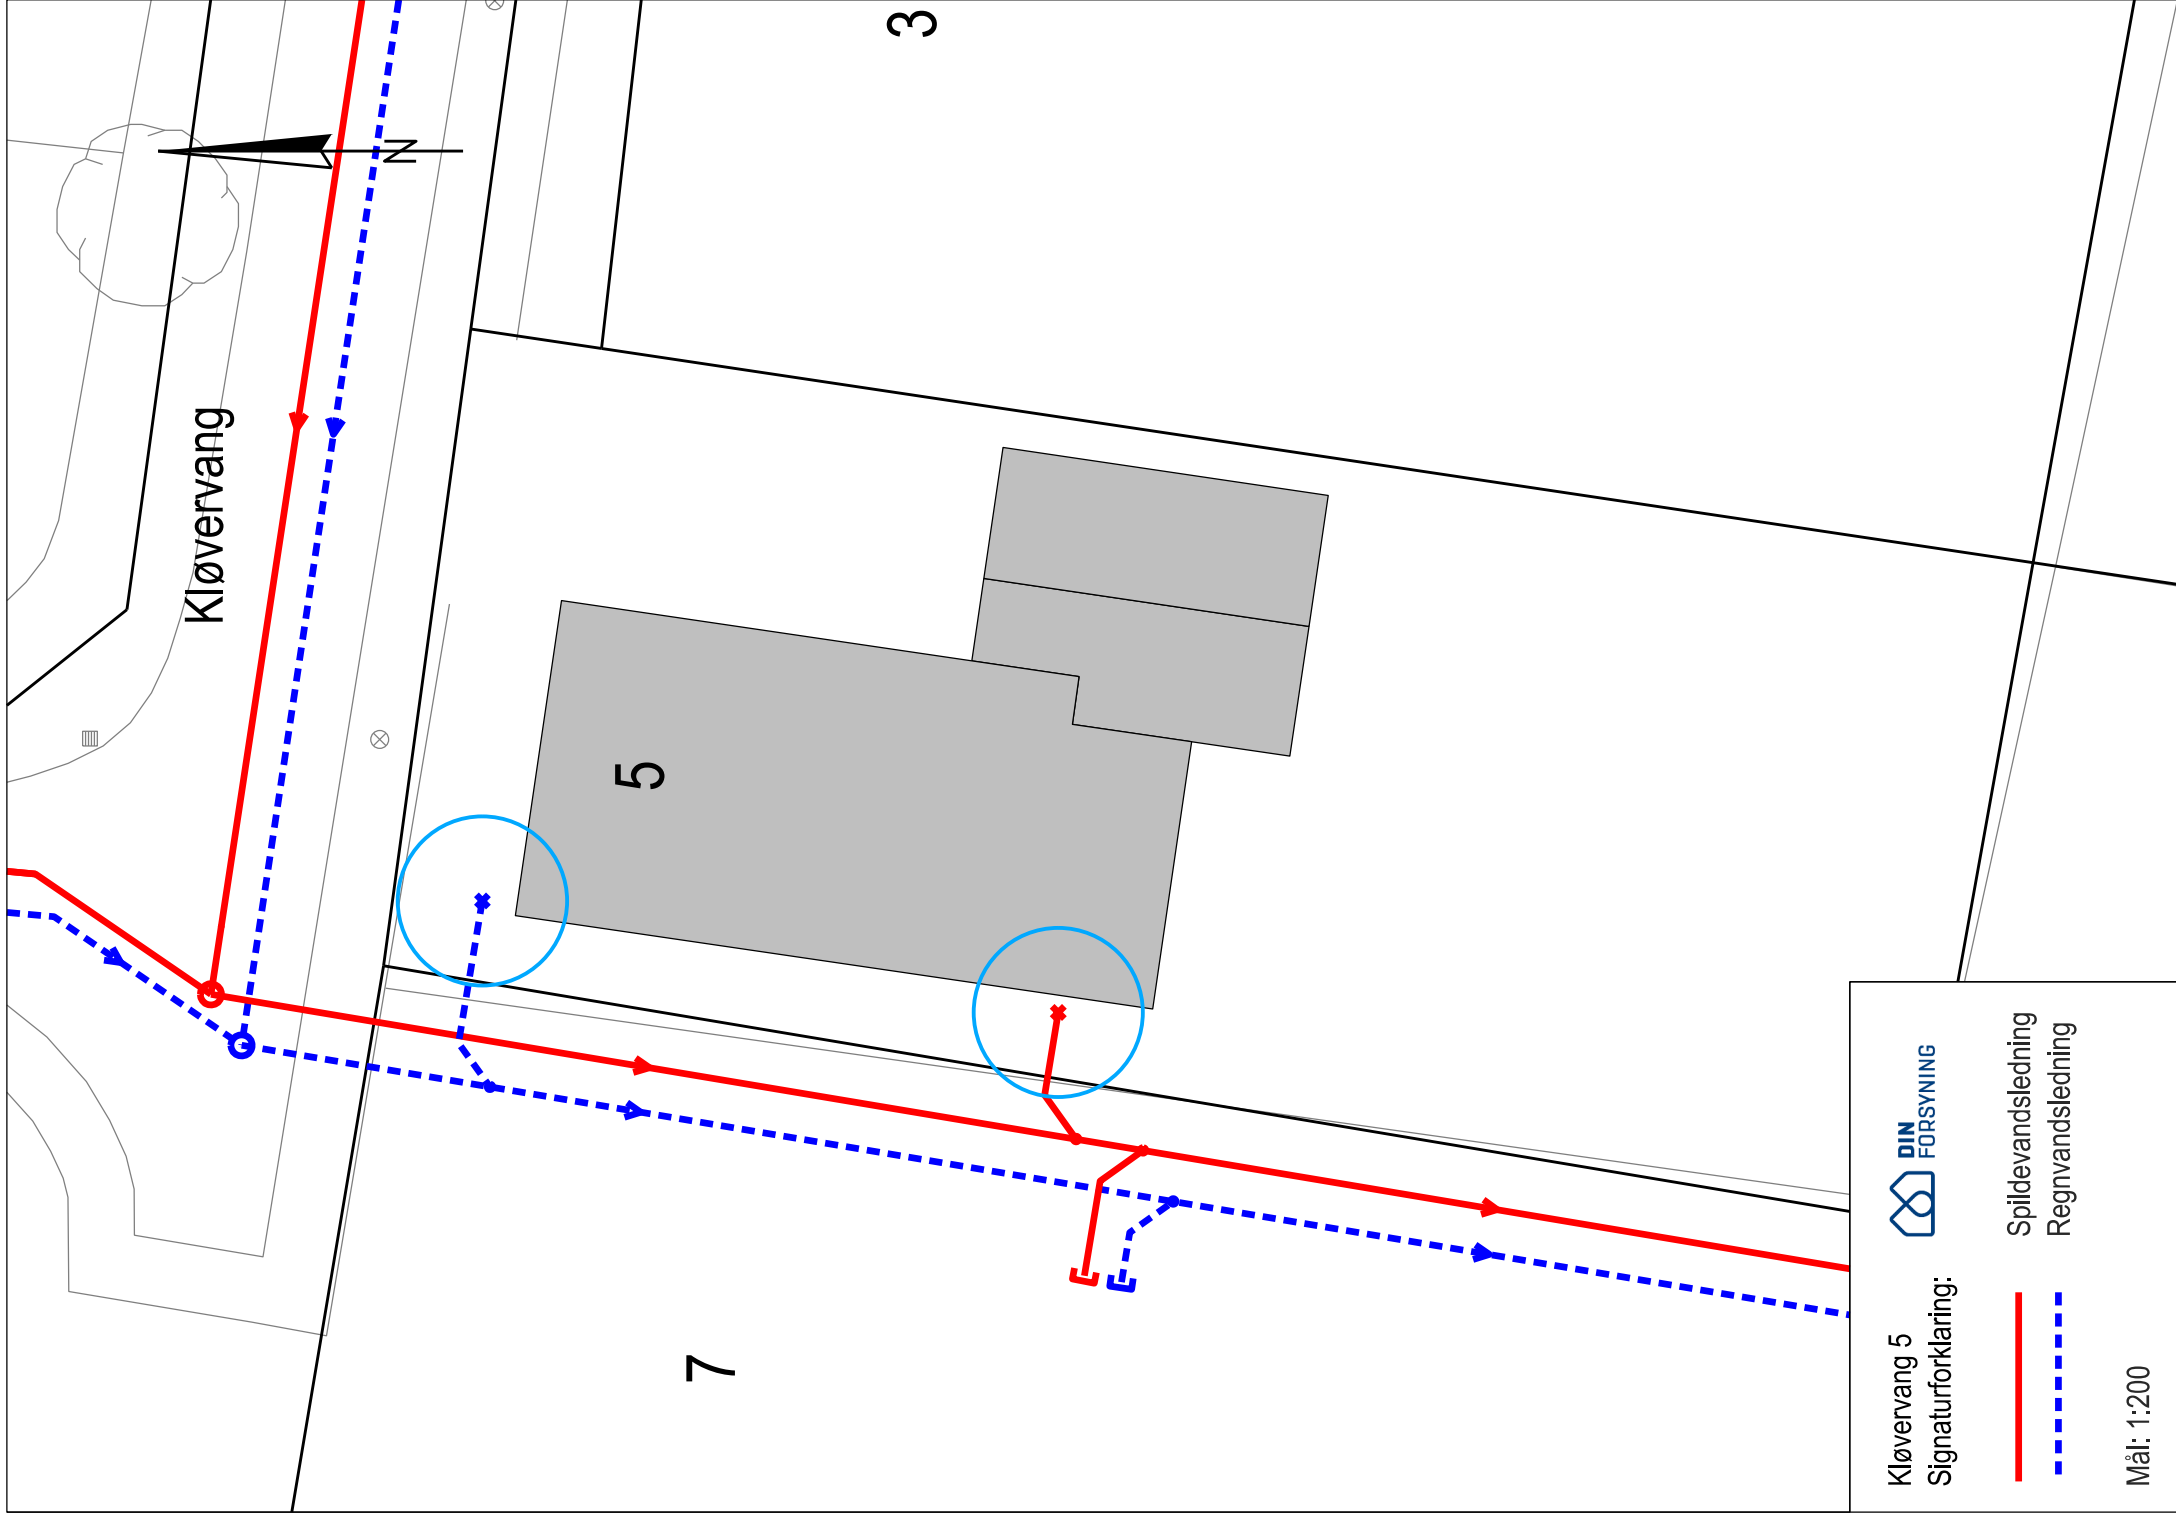 Kløvervang
N
3
5
7
Kløvervang 5
Signaturforklaring:
DIN
FORSYNING
Spildevandsledning
Regnvandsledning
Mål: 1:200